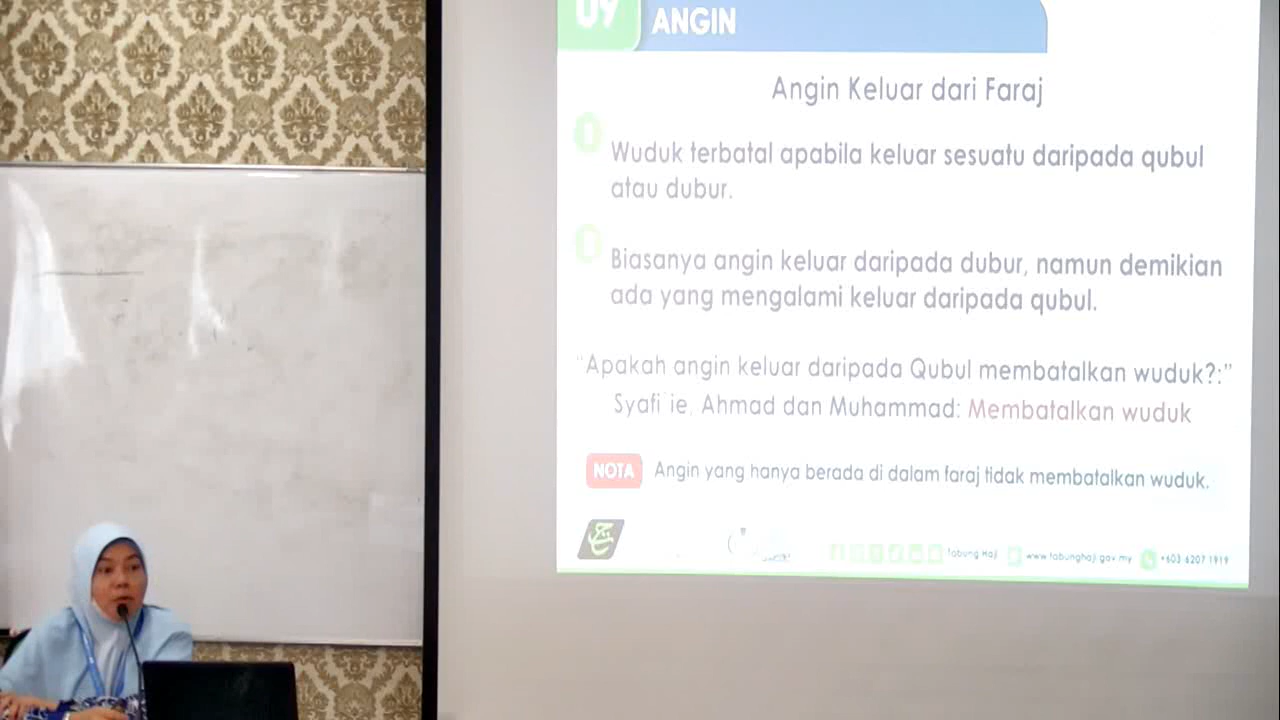 09
ANGIN
Angin Keluar dari Faraj
Wuduk terbatal apabila keluar sesuatu daripada qubul
atau dubur.
Biasanya angin keluar daripada dubur, namun demikian
ada yang mengalami keluar daripada qubul.
"Apakah angin keluar daripada Qubul membatalkan wuduk?:"
Syafi'ie, Ahmad dan Muhammad: Membatalkan wuduk
NOTA Angin yang hanya berada di dalam faraj tidak membatalkan wuduk.
Tabung Haji www.tabunghaji.gov.my +603 6207 1919